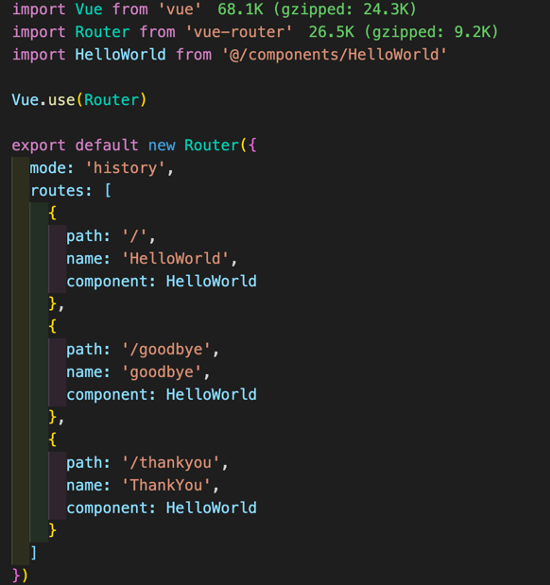 import Vue from 'vue' 68.1K (gzipped: 24.3K)
import Router from 'vue-router' 26.5K (gzipped: 9.2K)
import HelloWorld from '@/components/HelloWorld'
Vue.use(Router)
export default new Router({
mode: 'history',
routes: [
{
path: '/',
name: 'HelloWorld',
component: HelloWorld
},
{
path: '/goodbye',
name: 'goodbye',
component: HelloWorld
},
{
path: '/thankyou',
name: 'ThankYou',
component: HelloWorld
}
]
})